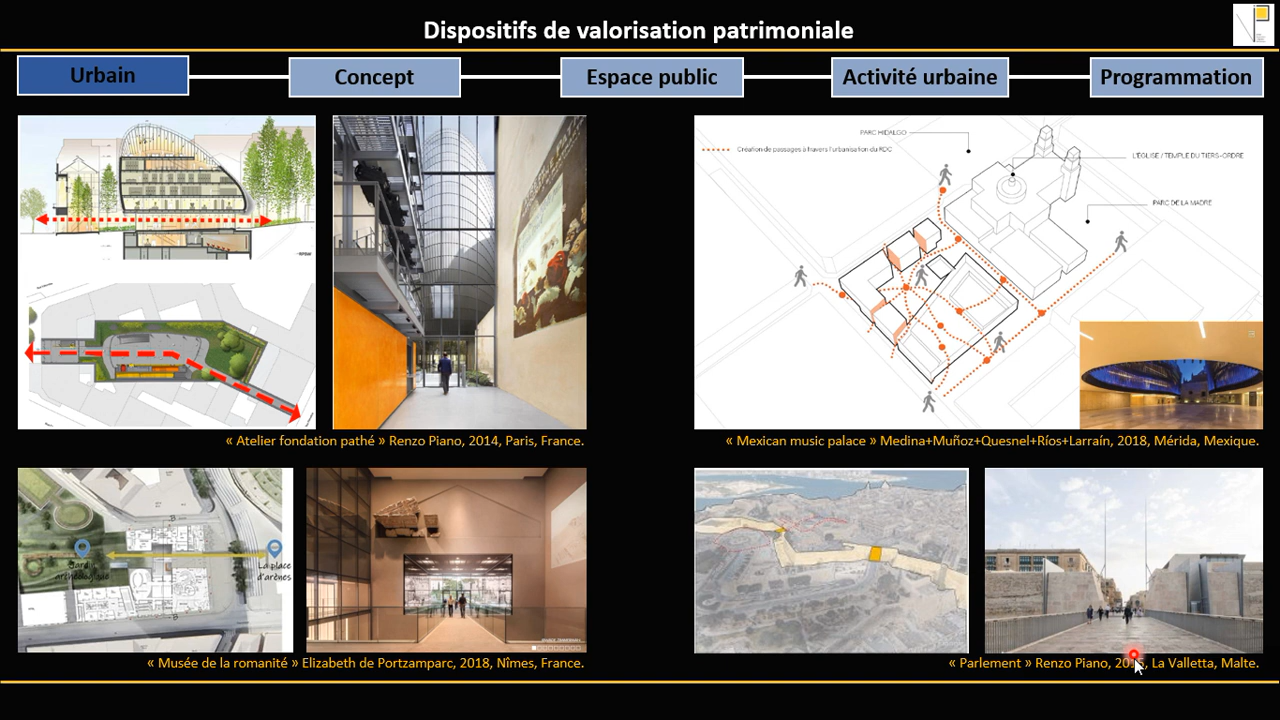 Dispositifs de valorisation patrimoniale
Urbain
Concept
Espace public
Activité urbaine
Programmation
PARC HIDALGO
Création de passages à travers l'urbanisation du RDC
L'ÉGLISE / TEMPLE DU TIERS-ORDRE
PARC DE LA MADRE
« Atelier fondation pathé » Renzo Piano, 2014, Paris, France.
« Mexican music palace » Medina+Muñoz+Quesnel+Ríos+Larraín, 2018, Mérida, Mexique.
Jardin
archéologique
La place
d'arènes
« Musée de la romanité » Elizabeth de Portzamparc, 2018, Nîmes, France.
« Parlement » Renzo Piano, 2015, La Valletta, Malte.